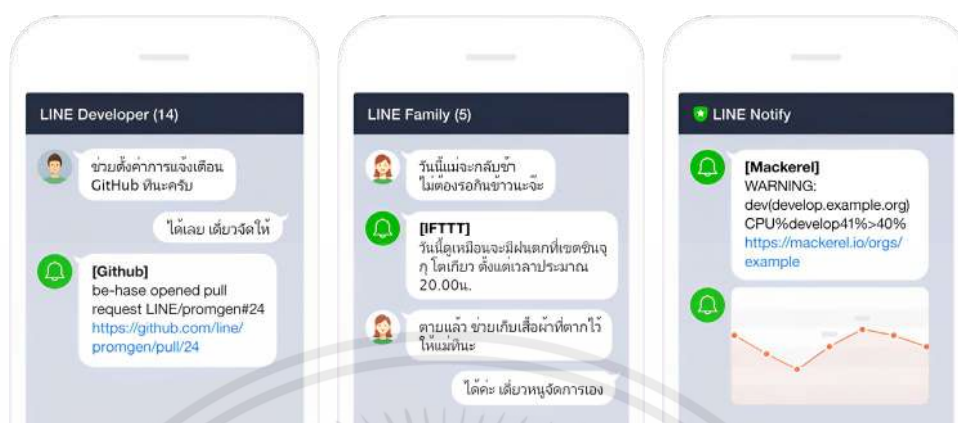 LINE Developer (14)
ช่วยตั้งค่าการแจ้งเตือน
GitHub ทีนะครับ
ได้เลย เดี๋ยวจัดให้
[Github]
be-hase opened pull
request LINE/promgen#24
https://github.com/line/
promgen/pull/24
LINE Family (5)
วันนี้แม่จะกลับช้า
ไม่ต้องรอกินข้าวนะจ๊ะ
[IFTTT]
วันนี้ดูเหมือนจะมีฝนตกที่เขตชินจุ
กุ โตเกียว ตั้งแต่เวลาประมาณ
20.00น.
ตายแล้ว ช่วยเก็บเสื้อผ้าที่ตากไว้
ให้แม่ทีนะ
ได้ค่ะ เดี๋ยวหนูจัดการเอง
LINE Notify
[Mackerel]
WARNING:
dev(develop.example.org)
CPU%develop41%>40%
https://mackerel.io/orgs/
example